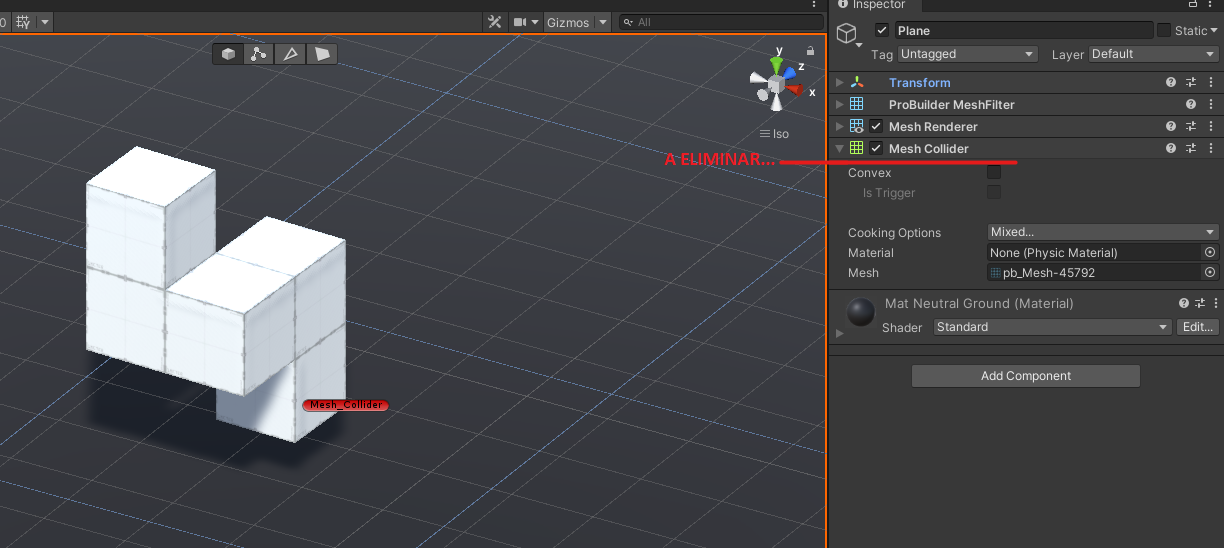 Inspector
0
Gizmos
All
Plane
Static
Tag Untagged Layer Default
y
z
x
Iso
Transform
ProBuilder MeshFilter
Mesh Renderer
Mesh Collider
A ELIMINAR...
Convex
Is Trigger
Cooking Options Mixed...
Material None (Physic Material)
Mesh pb_Mesh-45792
Mat Neutral Ground (Material)
Shader Standard Edit...
Add Component
Mesh_Collider